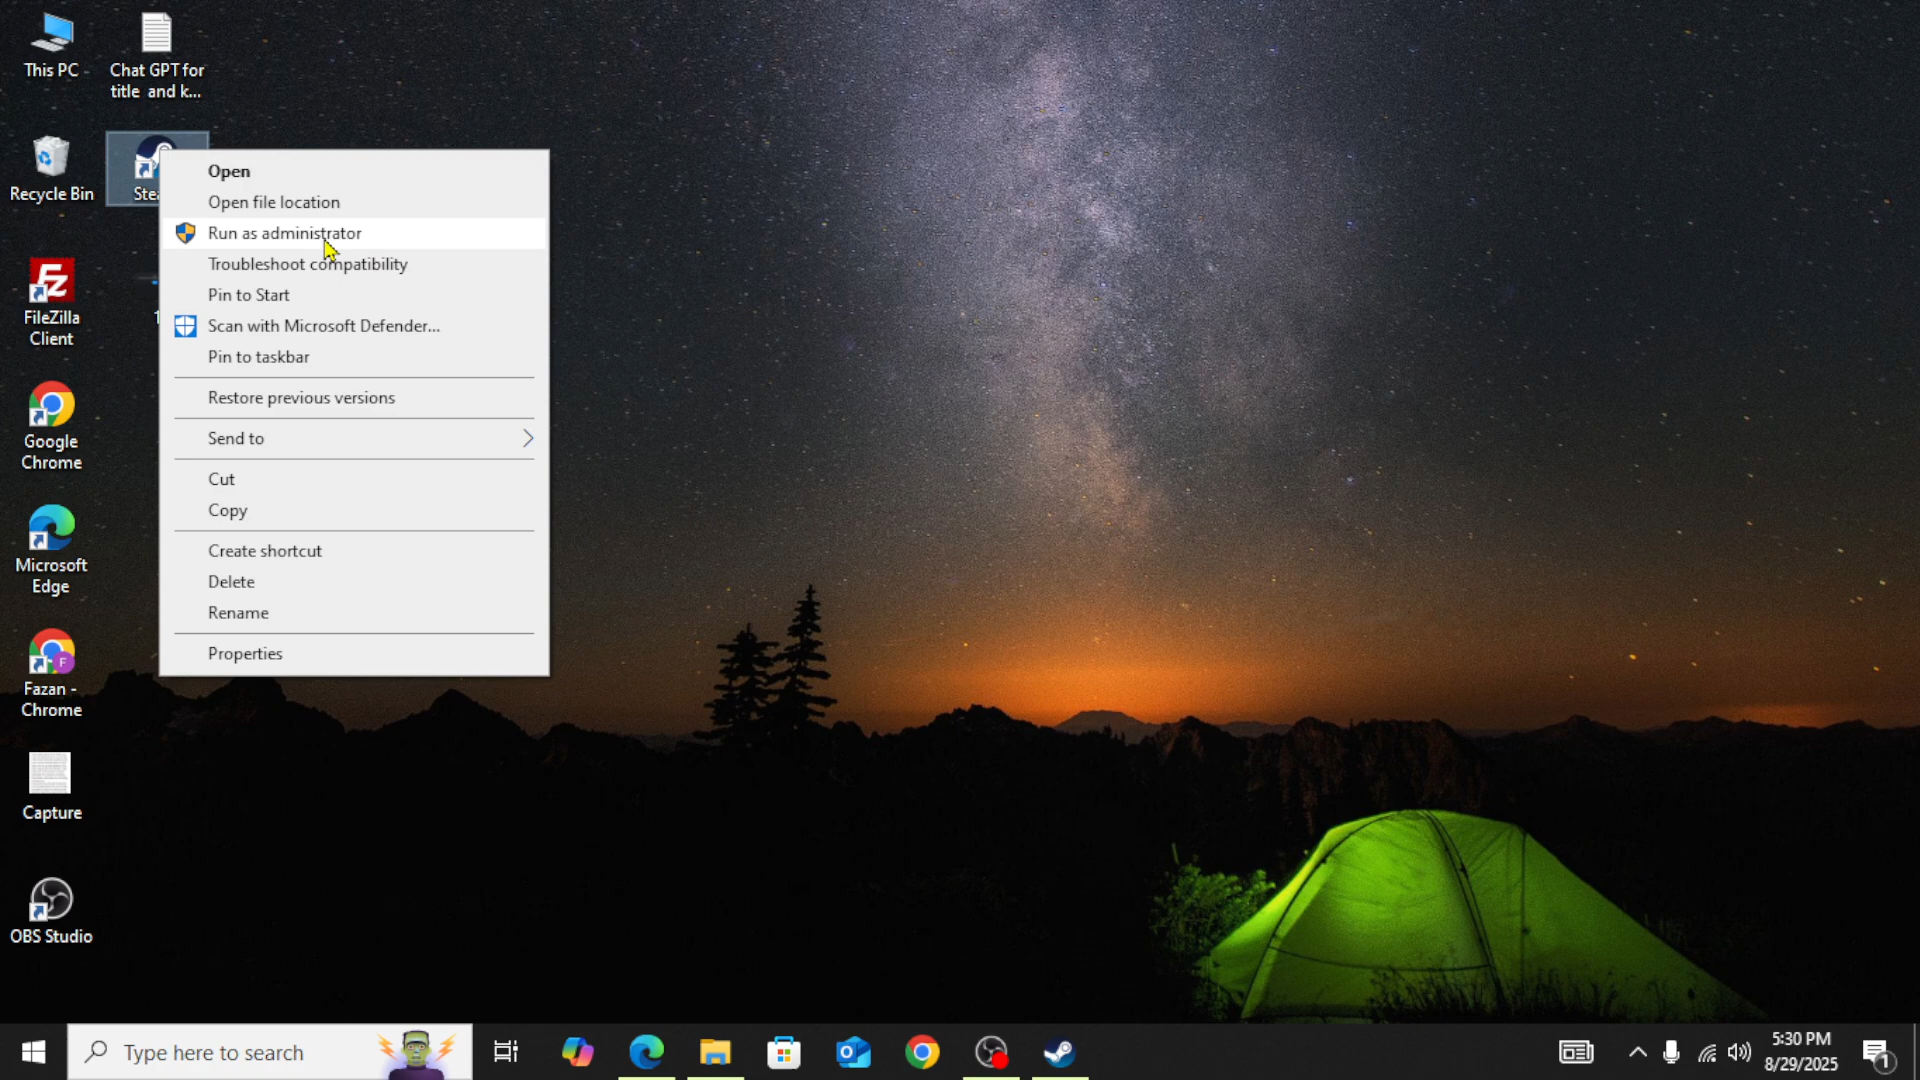 This PC
Chat GPT for
title and k...
Recycle Bin
Stea
FileZilla
Client
1
Google
Chrome
Microsoft
Edge
F
Fazan -
Chrome
Capture
OBS Studio
Open
Open file location
Run as administrator
Troubleshoot compatibility
Pin to Start
Scan with Microsoft Defender...
Pin to taskbar
Restore previous versions
Send to
Cut
Copy
Create shortcut
Delete
Rename
Properties
Type here to search
5:30 PM
8/29/2025
1